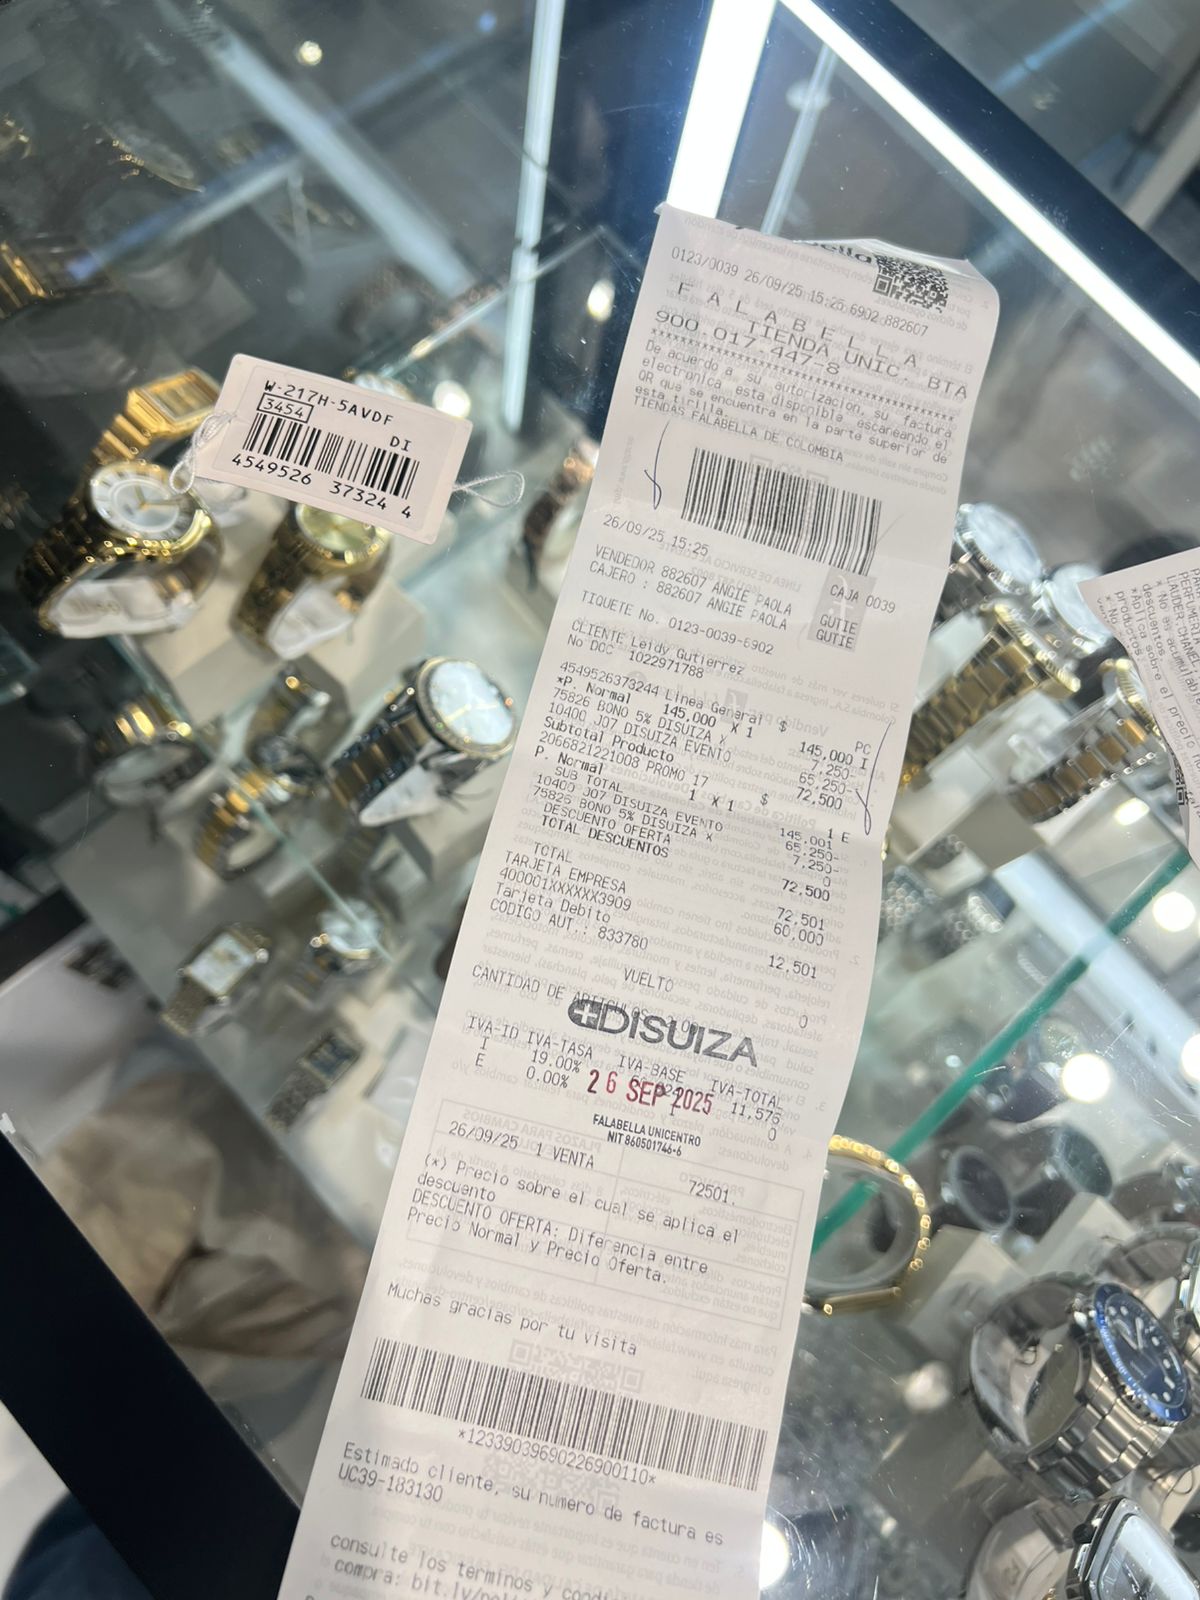 W-217H-5AVDF
3454
DI
4549526 37324 4
0123/0039 26/09/25 15:25 6902 882607
FALABELLA
TIENDA UNIC. BTA
900.017.447-8
De acuerdo a su autorización, su factura
electronica esta disponible escaneando el
QR que se encuentra en la parte superior de
esta tirilla.
TIENDAS FALABELLA DE COLOMBIA
26/09/25 15:25
CAJA 0039
VENDEDOR 882607 ANGIE PAOLA GUTIE
CAJERO : 882607 ANGIE PAOLA GUTIE
TIQUETE No. 0123-0039-6902
CLIENTE Leidy Gutierrez
No DOC 1022971788
4549526373244 Linea General PC
*P. Normal 145,000 X 1 $ 145,000 I
75826 BONO 5% DISUIZA x 7,250-
10400 J07 DISUIZA EVENTO 65,250-
Subtotal Producto 72,500
2066821221008 PROMO 17
P. Normal 1 X 1 $ 1 E
SUB TOTAL 145.001
10400 J07 DISUIZA EVENTO 65,250-
75826 BONO 5% DISUIZA x 7,250-
DESCUENTO OFERTA 0
TOTAL DESCUENTOS 72,500
TOTAL 72,501
TARJETA EMPRESA 60,000
400001XXXXXX3909
Tarjeta Debito 12,501
CODIGO AUT.: 833780
VUELTO 0
CANTIDAD DE
DISUIZA
IVA-ID IVA-TASA IVA-BASE IVA-TOTAL
I 19.00% 11,576
E 0.00% 0
26 SEP 2025
FALABELLA UNICENTRO
NIT 860501746-6
26/09/25 1 VENTA 72501.
(*) Precio sobre el cual se aplica el
descuento
DESCUENTO OFERTA: Diferencia entre
Precio Normal y Precio Oferta.
Muchas gracias por tu visita
*12339039690226900110*
Estimado cliente, su numero de factura es
UC39-183130
consulte los terminos y
compra: